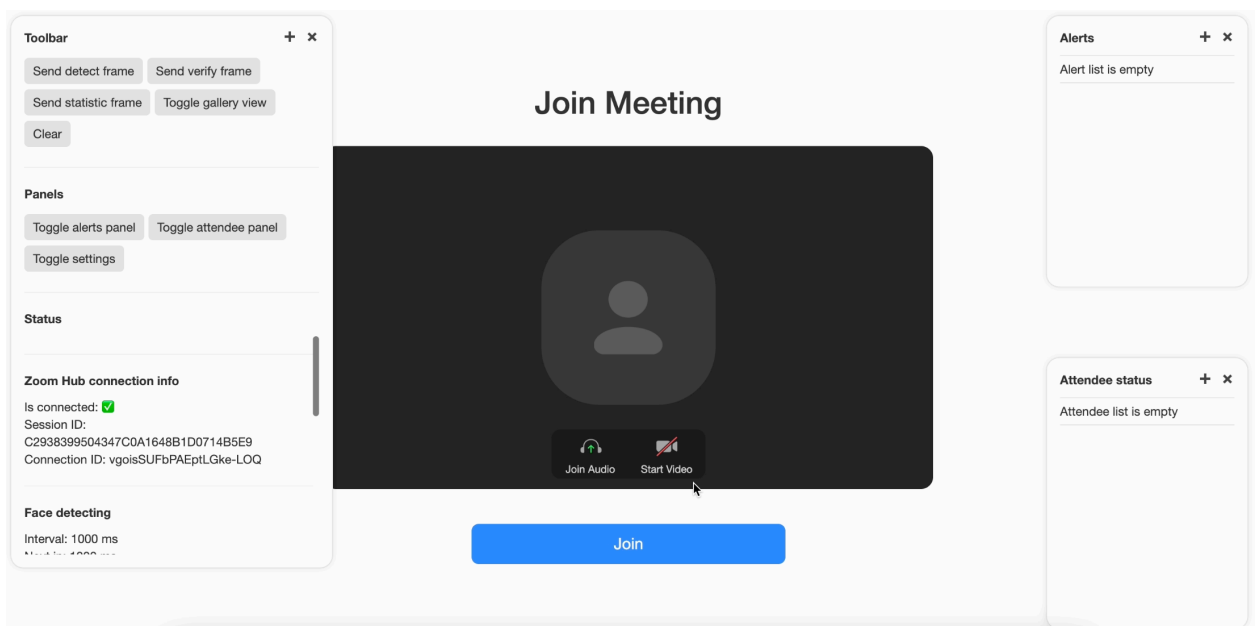 Toolbar
Send detect frame Send verify frame
Send statistic frame Toggle gallery view
Clear
Panels
Toggle alerts panel Toggle attendee panel
Toggle settings
Status
Zoom Hub connection info
Is connected: ✅
Session ID:
C2938399504347C0A1648B1D0714B5E9
Connection ID: vgoisSUFbPAEptLGke-LOQ
Face detecting
Interval: 1000 ms
Join Meeting
Join Audio Start Video
Join
Alerts
Alert list is empty
Attendee status
Attendee list is empty